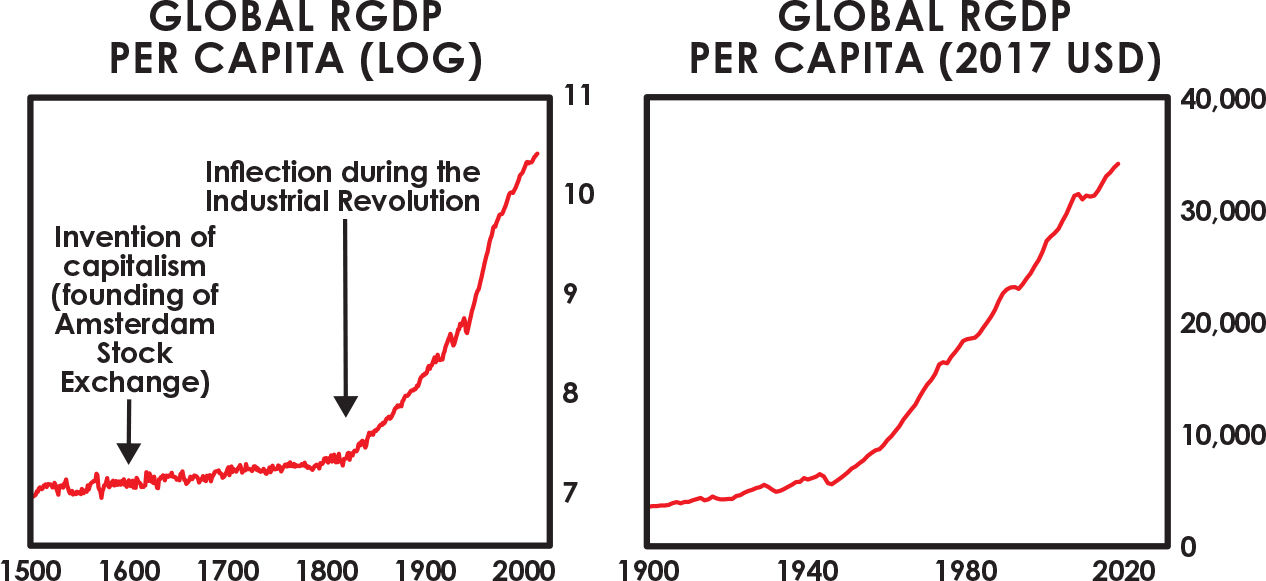 GLOBAL RGDP
PER CAPITA (LOG)
11
10
9
8
7
Inflection during the
Industrial Revolution
Invention of
capitalism
(founding of
Amsterdam
Stock
Exchange)
1500 1600 1700 1800 1900 2000
GLOBAL RGDP
PER CAPITA (2017 USD)
40,000
30,000
20,000
10,000
0
1900 1940 1980 2020